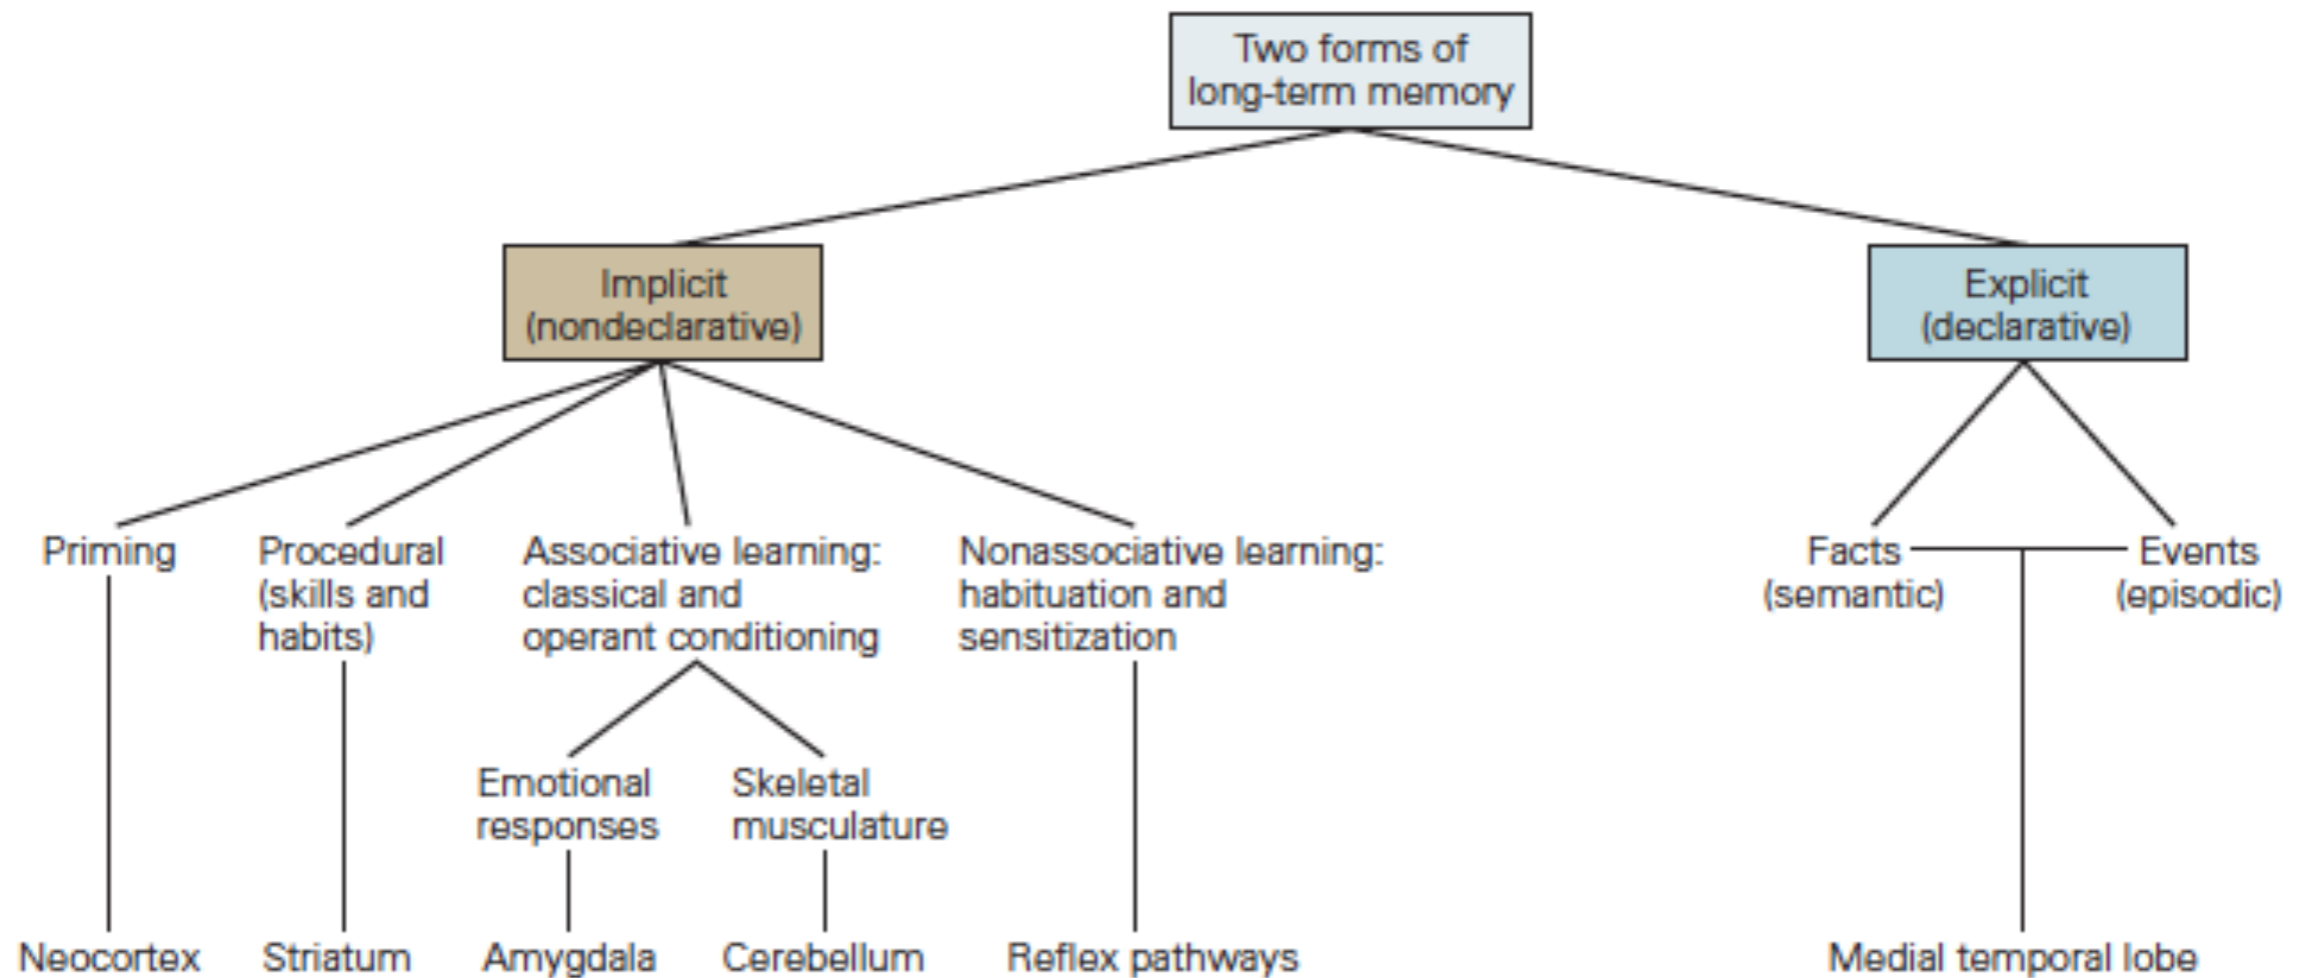 Two forms of
long-term memory
Implicit
(nondeclarative)
Explicit
(declarative)
Priming
Procedural
(skills and
habits)
Associative learning:
classical and
operant conditioning
Nonassociative learning:
habituation and
sensitization
Facts
(semantic)
Events
(episodic)
Emotional
responses
Skeletal
musculature
Neocortex
Striatum
Amygdala
Cerebellum
Reflex pathways
Medial temporal lobe